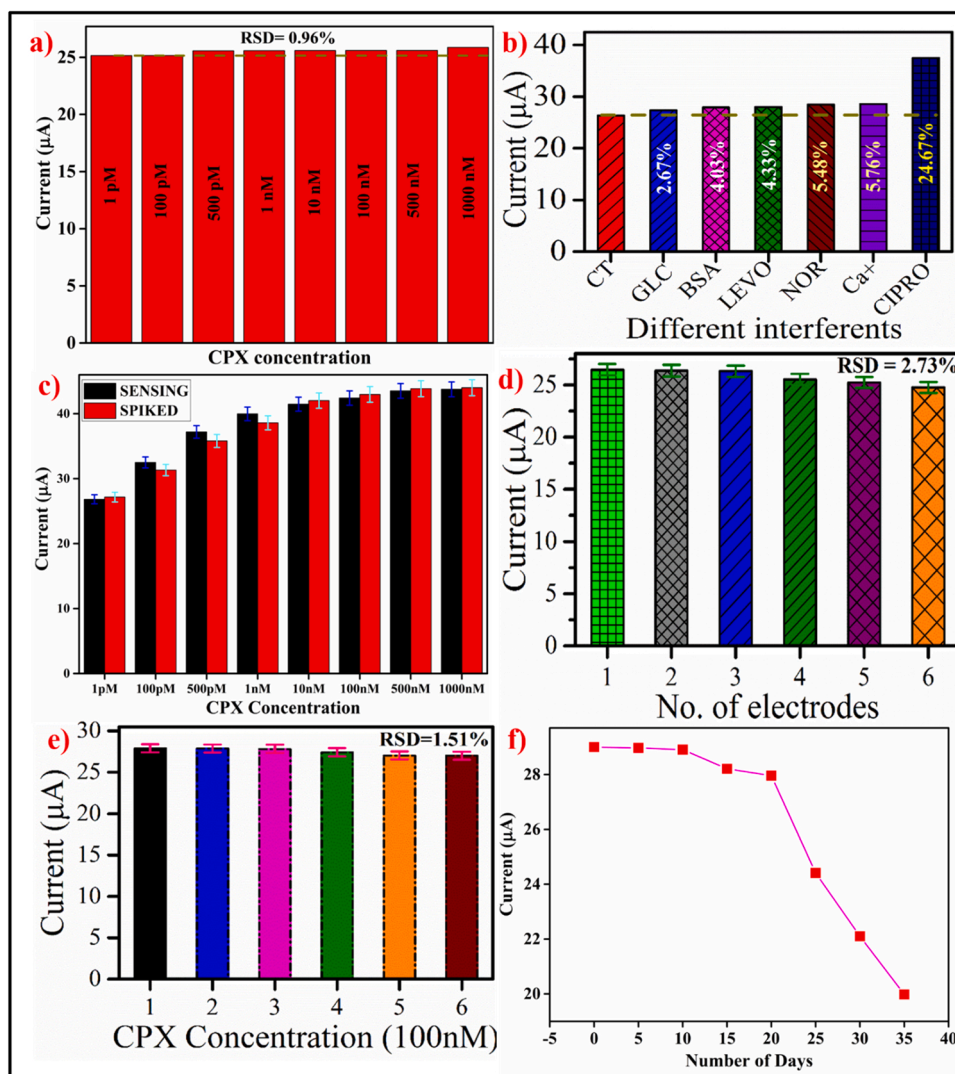 a)
RSD= 0.96%
25
20
15
10
5
0
Current (µA)
1 pM
100 pM
500 pM
1 nM
10 nM
100 nM
500 nM
1000 nM
CPX concentration
b)
40
30
20
10
0
Current (µA)
2.67%
4.03%
4.33%
5.48%
5.76%
24.67%
CT
GLC
BSA
LEVO
NOR
Ca+
CIPRO
Different interferents
c)
SENSING
SPIKED
40
30
20
10
0
Current (µA)
1pM
100pM
500pM
1nM
10nM
100nM
500nM
1000nM
CPX Concentration
d)
RSD = 2.73%
25
20
15
10
5
0
Current (µA)
1
2
3
4
5
6
No. of electrodes
e)
RSD=1.51%
30
25
20
15
10
5
0
Current (µA)
1
2
3
4
5
6
CPX Concentration (100nM)
f)
28
26
24
22
20
Current (µA)
-5
0
5
10
15
20
25
30
35
40
Number of Days